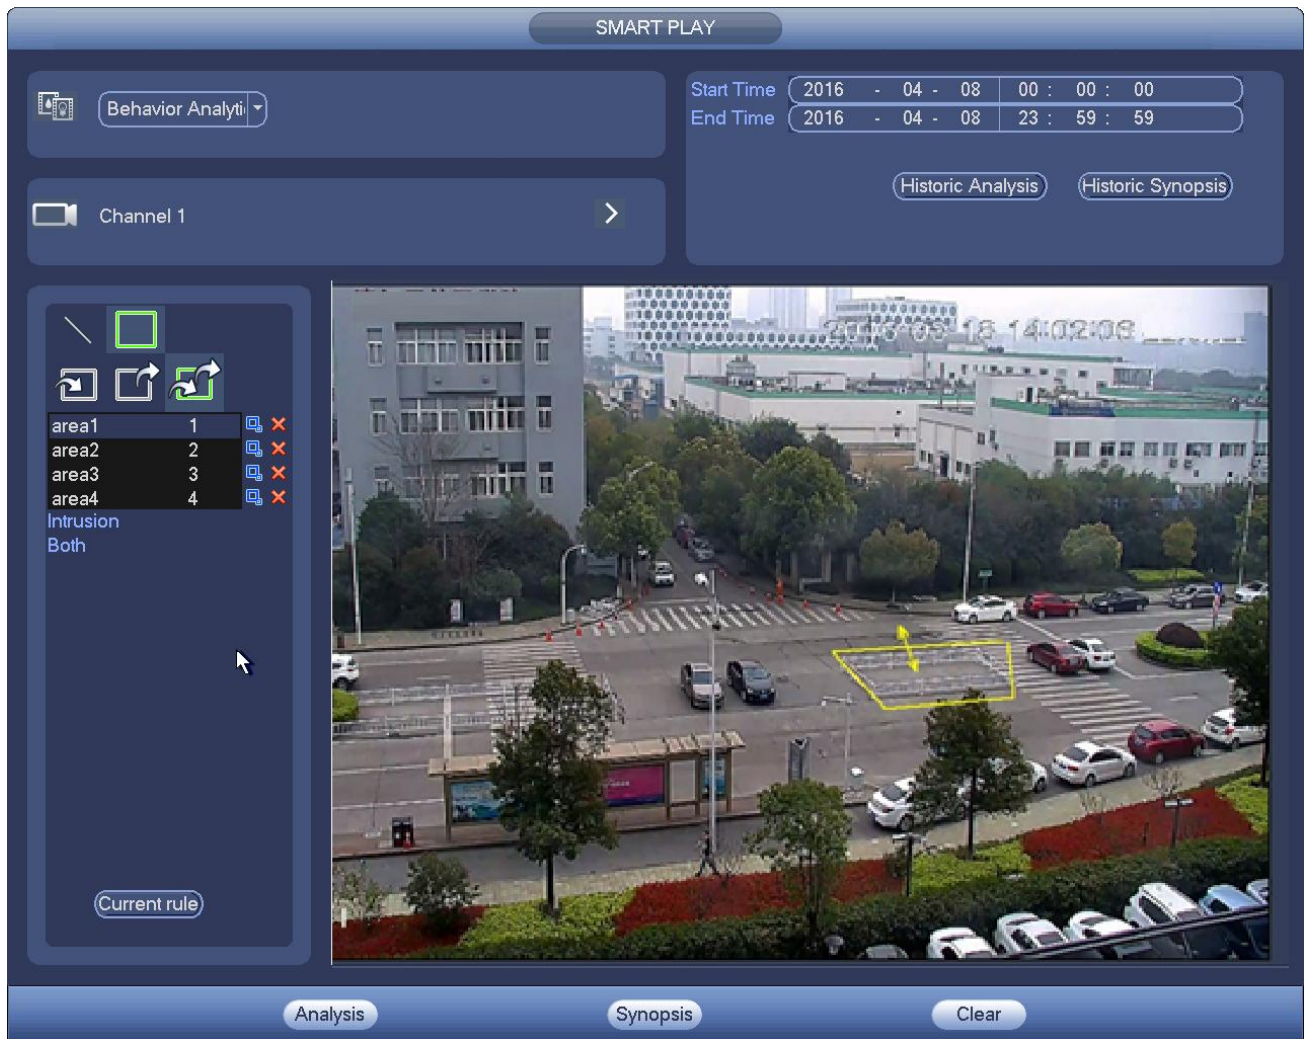 SMART PLAY
Behavior Analyti
Start Time 2016 - 04 - 08 00 : 00 : 00
End Time 2016 - 04 - 08 23 : 59 : 59
Historic Analysis Historic Synopsis
Channel 1
area1 1
area2 2
area3 3
area4 4
Intrusion
Both
Current rule
Analysis Synopsis Clear